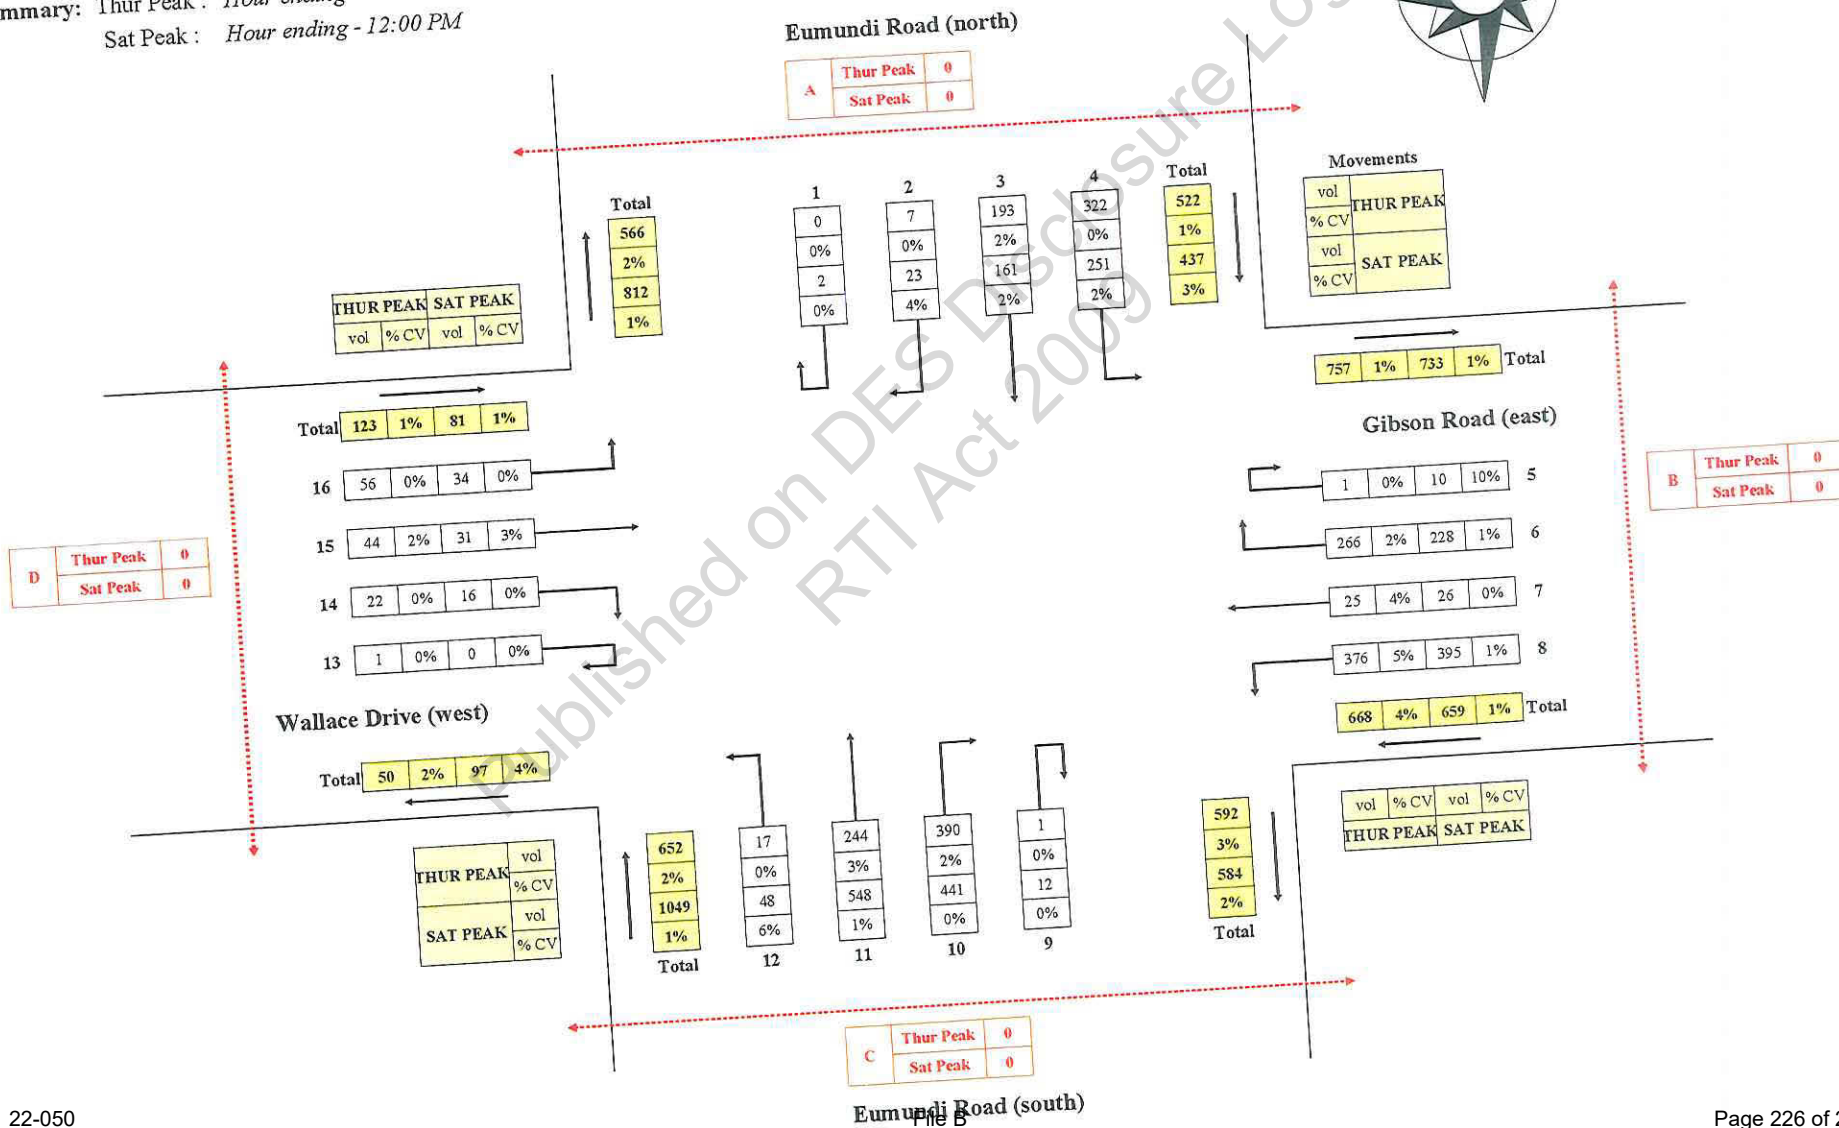 mmary: Thur Peak : Hour ending
Sat Peak : Hour ending - 12:00 PM
Eumundi Road (north)
A Thur Peak 0
Sat Peak 0
Movements
vol THUR PEAK
% CV
vol SAT PEAK
% CV
Total
566
2%
812
1%
1
0
0%
2
0%
2
7
0%
23
4%
3
193
2%
161
2%
4
322
0%
251
2%
Total
522
1%
437
3%
THUR PEAK SAT PEAK
vol % CV vol % CV
757 1% 733 1% Total
Total 123 1% 81 1%
Gibson Road (east)
16 56 0% 34 0%
1 0% 10 10% 5
B Thur Peak 0
Sat Peak 0
15 44 2% 31 3%
266 2% 228 1% 6
D Thur Peak 0
Sat Peak 0
14 22 0% 16 0%
25 4% 26 0% 7
13 1 0% 0 0%
376 5% 395 1% 8
Wallace Drive (west)
668 4% 659 1% Total
Total 50 2% 97 4%
vol % CV vol % CV
THUR PEAK SAT PEAK
THUR PEAK vol
% CV
SAT PEAK vol
% CV
652
2%
1049
1%
Total
17
0%
48
6%
12
244
3%
548
1%
11
390
2%
441
0%
10
1
0%
12
0%
9
592
3%
584
2%
Total
C Thur Peak 0
Sat Peak 0
Eumundi Road (south)
Published on DES Disclosure Log
RTI Act 2009
22-050
File B
Page 226 of 2